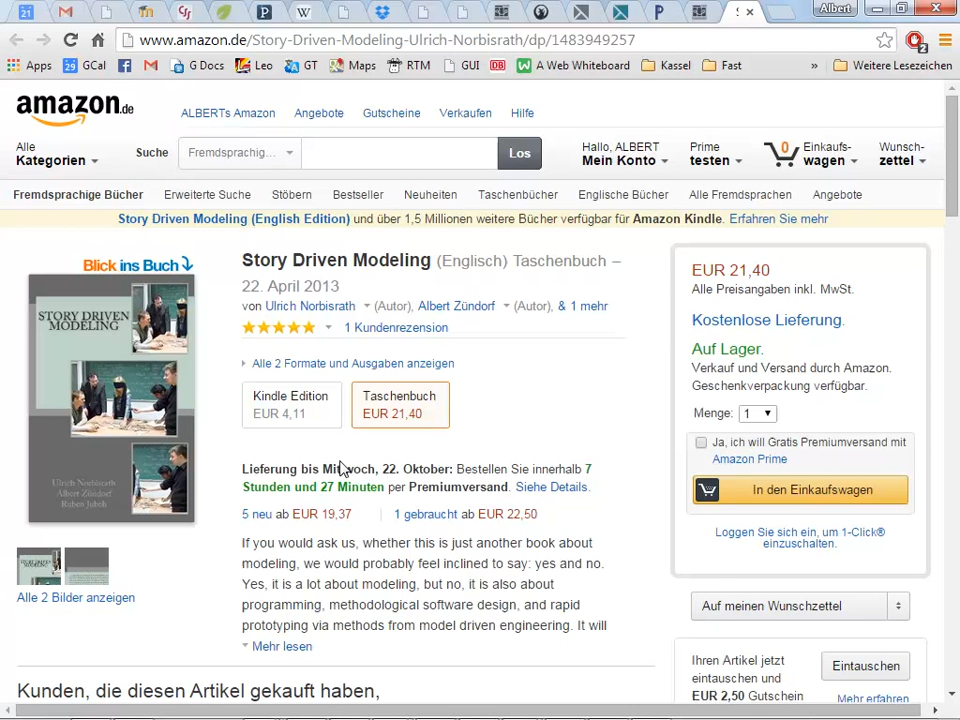 Albert
www.amazon.de/Story-Driven-Modeling-Ulrich-Norbisrath/dp/1483949257
Apps
GCal
G Docs
Leo
GT
Maps
RTM
GUI
A Web Whiteboard
Kassel
Fast
»
Weitere Lesezeichen
amazon.de
ALBERTs Amazon
Angebote
Gutscheine
Verkaufen
Hilfe
Alle
Kategorien
Suche
Fremdsprachig...
Los
Hallo, ALBERT
Mein Konto
Prime
testen
0
Einkaufs-
wagen
Wunsch-
zettel
Fremdsprachige Bücher
Erweiterte Suche
Stöbern
Bestseller
Neuheiten
Taschenbücher
Englische Bücher
Alle Fremdsprachen
Angebote
Story Driven Modeling (English Edition) und über 1,5 Millionen weitere Bücher verfügbar für Amazon Kindle. Erfahren Sie mehr
Blick ins Buch
STORY DRIVEN
MODELING
Ulrich Norbisrath
Albert Zündorf
Ruben Jubeh
Alle 2 Bilder anzeigen
Story Driven Modeling (Englisch) Taschenbuch –
22. April 2013
von Ulrich Norbisrath (Autor), Albert Zündorf (Autor), & 1 mehr
1 Kundenrezension
Alle 2 Formate und Ausgaben anzeigen
Kindle Edition
EUR 4,11
Taschenbuch
EUR 21,40
Lieferung bis Mittwoch, 22. Oktober: Bestellen Sie innerhalb 7
Stunden und 27 Minuten per Premiumversand. Siehe Details.
5 neu ab EUR 19,37
1 gebraucht ab EUR 22,50
If you would ask us, whether this is just another book about
modeling, we would probably feel inclined to say: yes and no.
Yes, it is a lot about modeling, but no, it is also about
programming, methodological software design, and rapid
prototyping via methods from model driven engineering. It will
Mehr lesen
Kunden, die diesen Artikel gekauft haben,
EUR 21,40
Alle Preisangaben inkl. MwSt.
Kostenlose Lieferung.
Auf Lager.
Verkauf und Versand durch Amazon.
Geschenkverpackung verfügbar.
Menge: 1
Ja, ich will Gratis Premiumversand mit
Amazon Prime
In den Einkaufswagen
Loggen Sie sich ein, um 1-Click®
einzuschalten.
Auf meinen Wunschzettel
Ihren Artikel jetzt
eintauschen und
EUR 2,50 Gutschein
Eintauschen
Mehr erfahren